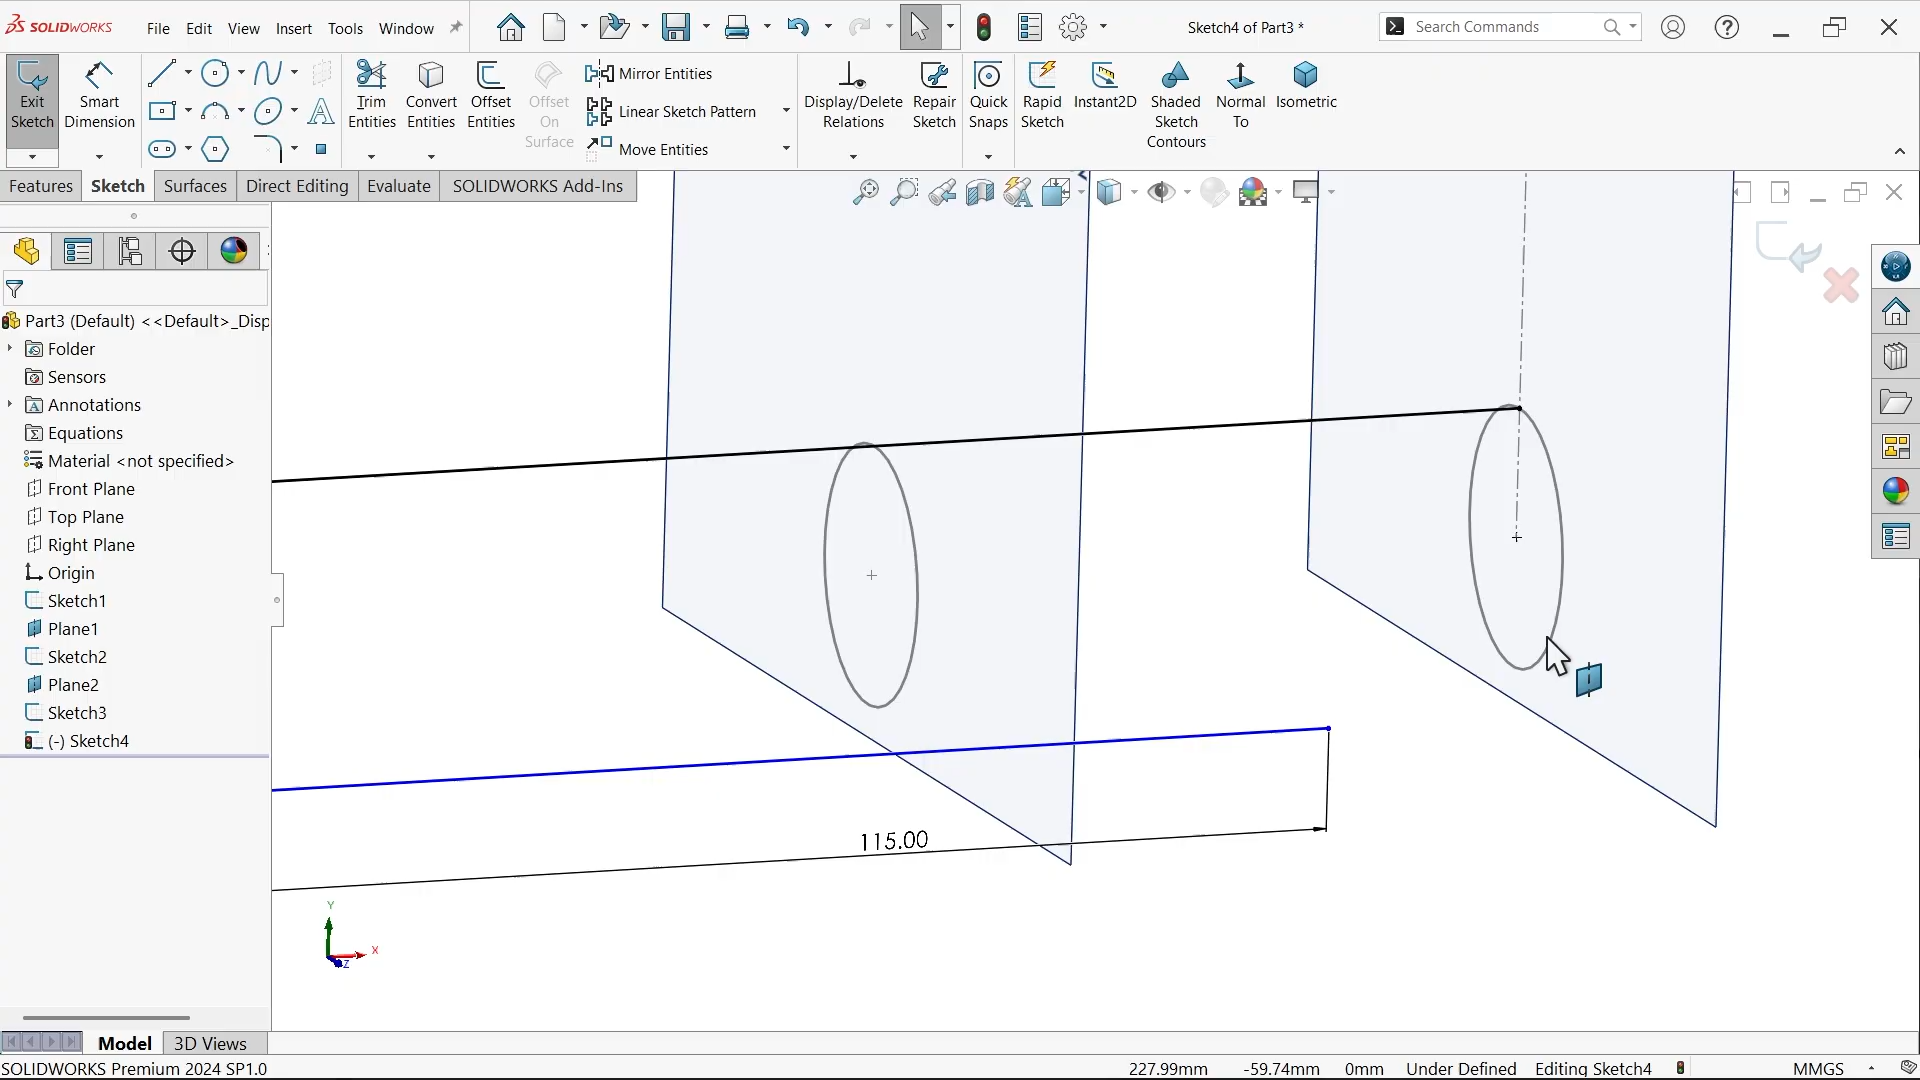 SOLIDWORKS File Edit View Insert Tools Window Sketch4 of Part3 * Search Commands
Exit Sketch
Smart Dimension
Trim Entities
Convert Entities
Offset Entities
Offset On Surface
Mirror Entities
Linear Sketch Pattern
Move Entities
Display/Delete Relations
Repair Sketch
Quick Snaps
Rapid Sketch
Instant2D
Shaded Sketch Contours
Normal To
Isometric
Features Sketch Surfaces Direct Editing Evaluate SOLIDWORKS Add-Ins
Part3 (Default) <<Default>_Disp
Folder
Sensors
Annotations
Equations
Material <not specified>
Front Plane
Top Plane
Right Plane
Origin
Sketch1
Plane1
Sketch2
Plane2
Sketch3
(-) Sketch4
115.00
Y
X
Z
Model 3D Views
SOLIDWORKS Premium 2024 SP1.0 227.99mm -59.74mm 0mm Under Defined Editing Sketch4 MMGS